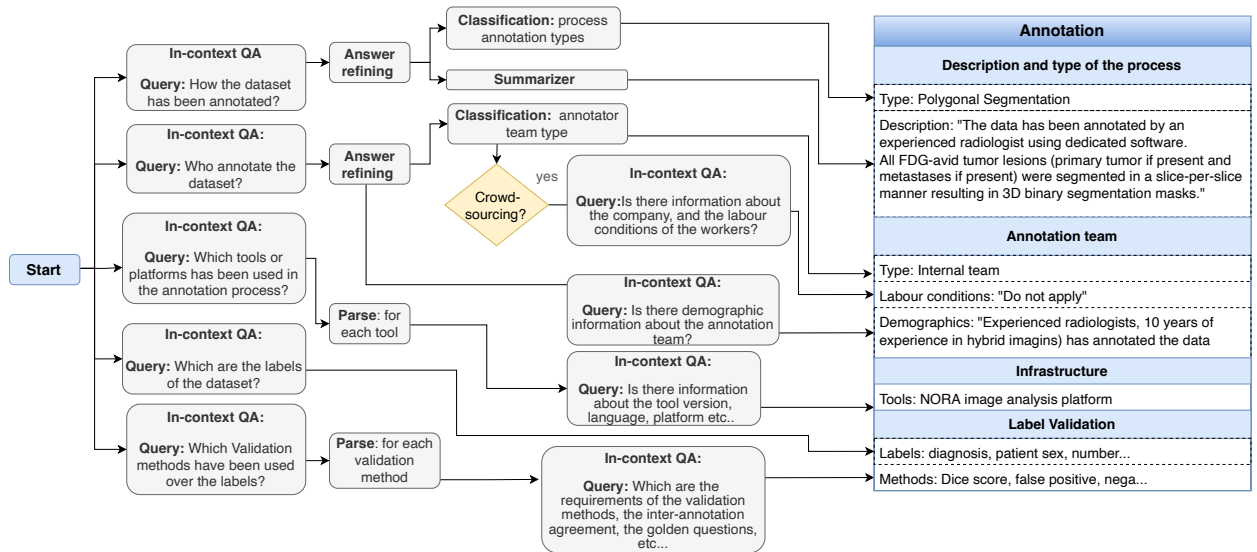 Start
In-context QA
Query: How the dataset
has been annotated?
Answer
refining
Classification: process
annotation types
Summarizer
In-context QA:
Query: Who annotate the
dataset?
Answer
refining
Classification: annotator
team type
Crowd-
sourcing?
yes
In-context QA:
Query:Is there information about
the company, and the labour
conditions of the workers?
In-context QA:
Query: Is there demographic
information about the annotation
team?
In-context QA:
Query: Which tools or
platforms has been used in
the annotation process?
Parse: for
each tool
In-context QA:
Query: Is there information
about the tool version,
language, platform etc..
In-context QA:
Query: Which are the labels
of the dataset?
In-context QA:
Query: Which Validation
methods have been used
over the labels?
Parse: for each
validation
method
In-context QA:
Query: Which are the
requirements of the validation
methods, the inter-annotation
agreement, the golden questions,
etc...
Annotation
Description and type of the process
Type: Polygonal Segmentation
Description: "The data has been annotated by an
experienced radiologist using dedicated software.
All FDG-avid tumor lesions (primary tumor if present and
metastases if present) were segmented in a slice-per-slice
manner resulting in 3D binary segmentation masks."
Annotation team
Type: Internal team
Labour conditions: "Do not apply"
Demographics: "Experienced radiologists, 10 years of
experience in hybrid imagins) has annotated the data
Infrastructure
Tools: NORA image analysis platform
Label Validation
Labels: diagnosis, patient sex, number...
Methods: Dice score, false positive, nega...